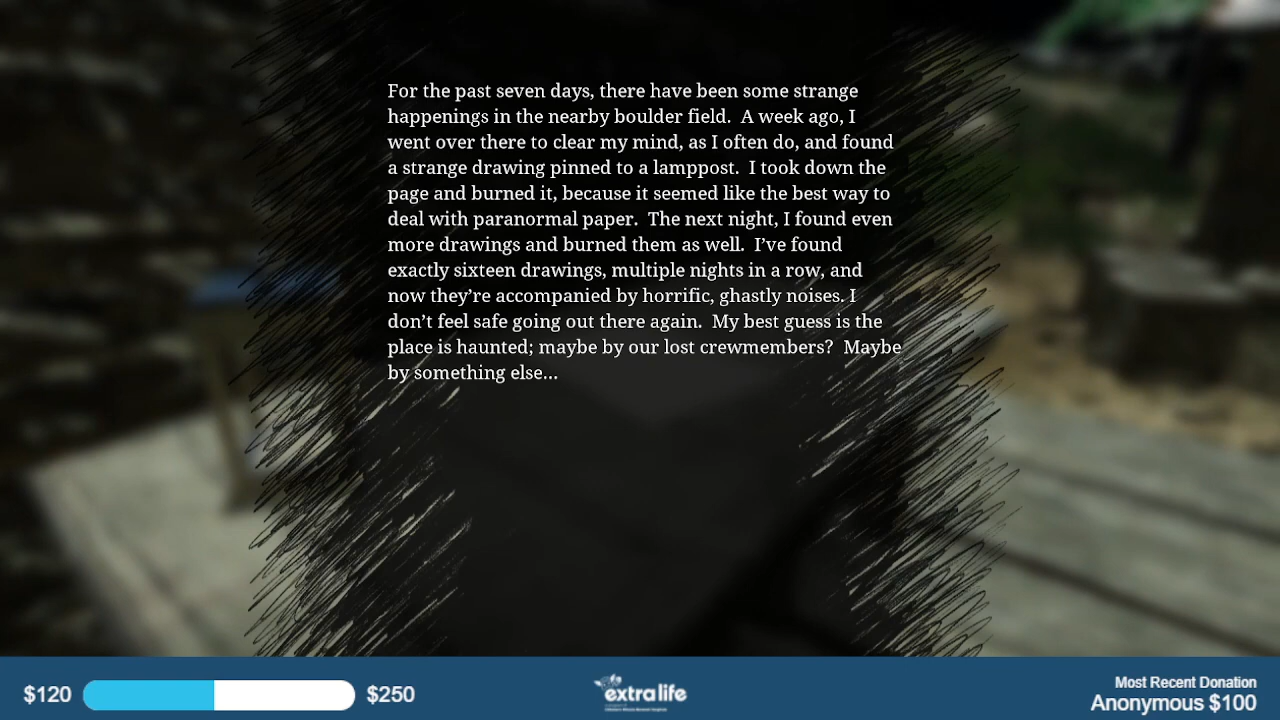 For the past seven days, there have been some strange
happenings in the nearby boulder field.  A week ago, I
went over there to clear my mind, as I often do, and found
a strange drawing pinned to a lamppost.  I took down the
page and burned it, because it seemed like the best way to
deal with paranormal paper.  The next night, I found even
more drawings and burned them as well.  I’ve found
exactly sixteen drawings, multiple nights in a row, and
now they’re accompanied by horrific, ghastly noises. I
don’t feel safe going out there again.  My best guess is the
place is haunted; maybe by our lost crewmembers?  Maybe
by something else...
$120
$250
extralife
Most Recent Donation
Anonymous $100